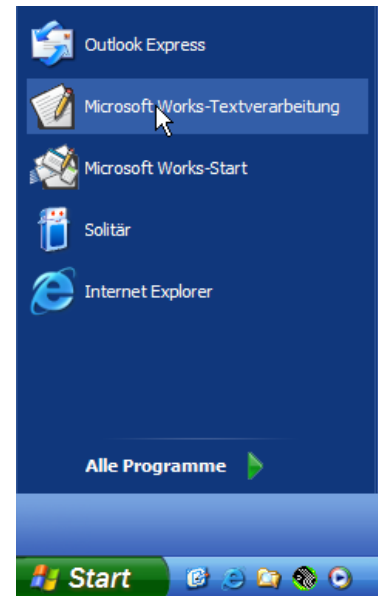 Outlook Express
Microsoft Works-Textverarbeitung
Microsoft Works-Start
Solitär
Internet Explorer
Alle Programme
Start